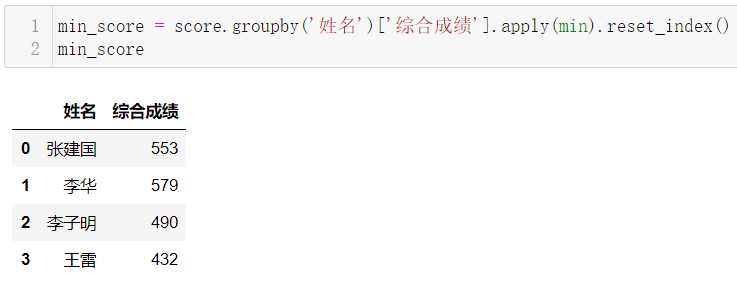 1 min_score = score.groupby('姓名')['综合成绩'].apply(min).reset_index()
2 min_score
姓名 综合成绩
0 张建国 553
1 李华 579
2 李子明 490
3 王雷 432